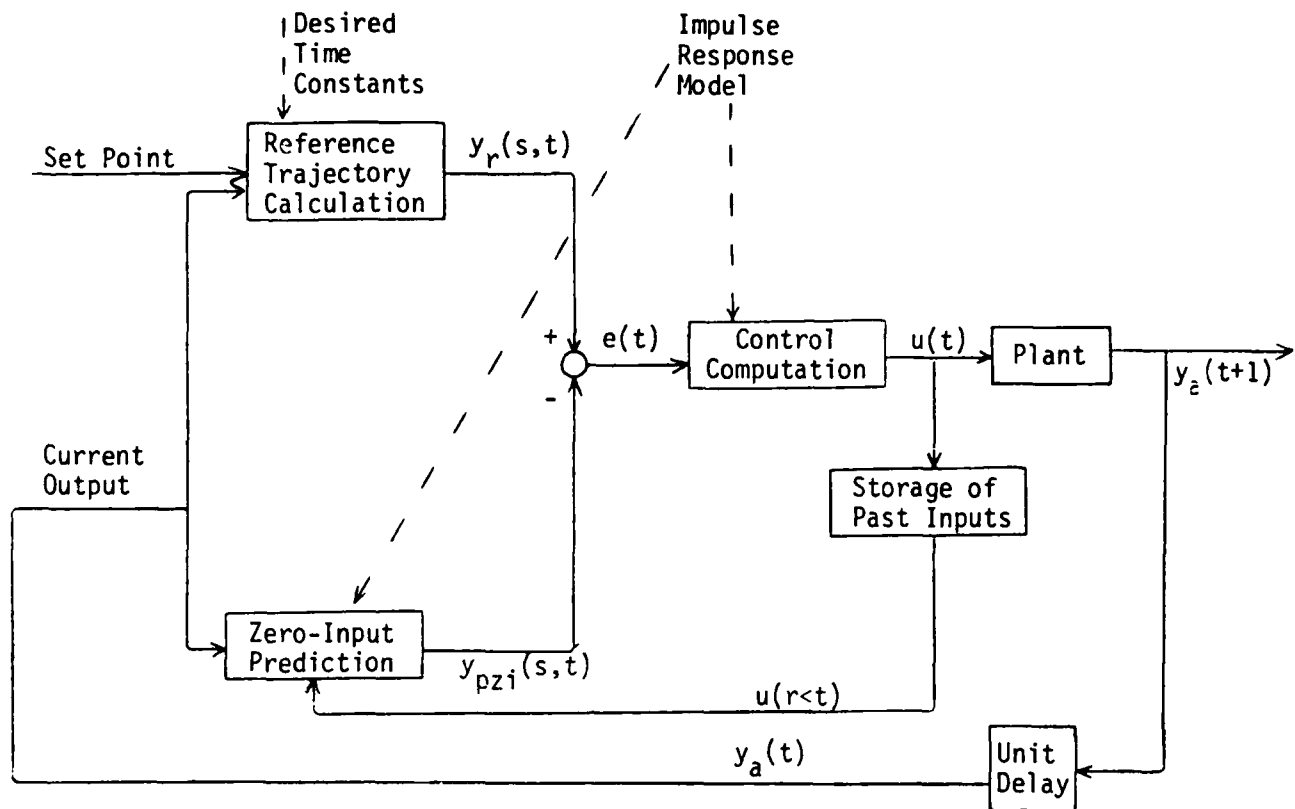 Desired
Time
Constants
Impulse
Response
Model
Set Point
Reference
Trajectory
Calculation
y_r(s,t)
+
e(t)
-
Control
Computation
u(t)
Plant
y_a(t+1)
Current
Output
Storage of
Past Inputs
Zero-Input
Prediction
y_pzi(s,t)
u(r<t)
y_a(t)
Unit
Delay